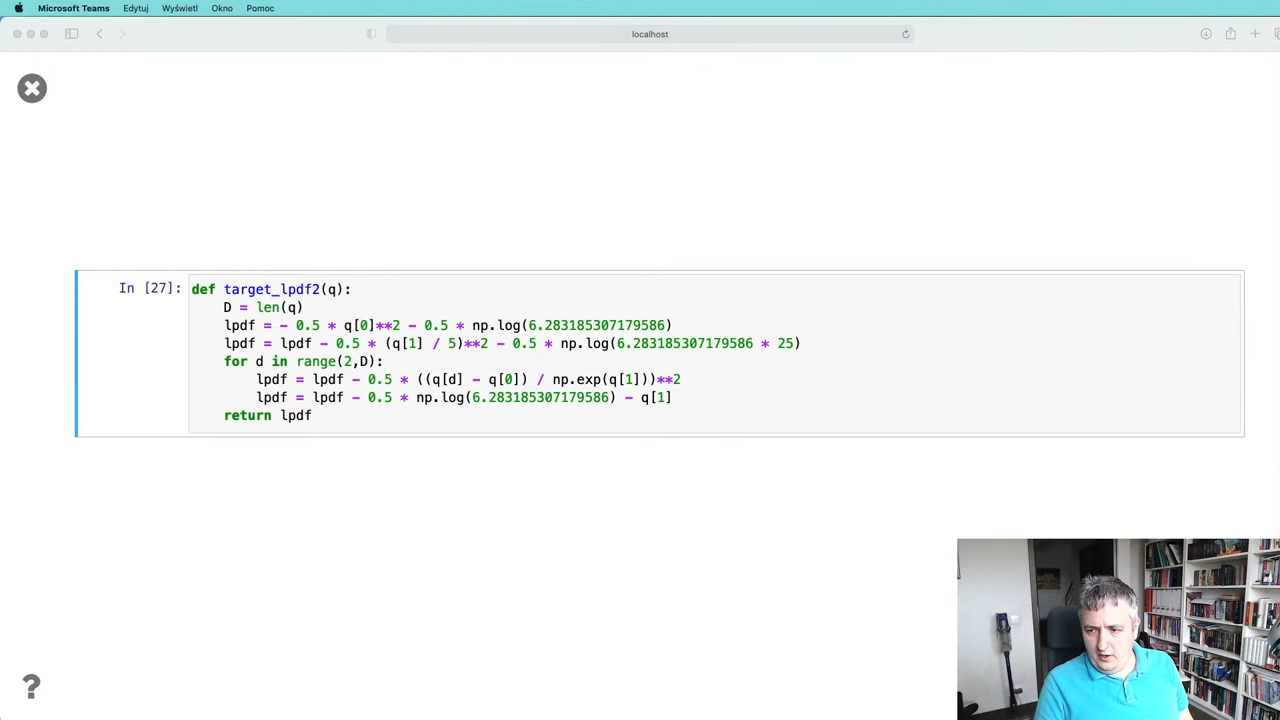 Microsoft Teams Edytuj Wyświetl Okno Pomoc
localhost
In [27]:
def target_lpdf2(q):
    D = len(q)
    lpdf = - 0.5 * q[0]**2 - 0.5 * np.log(6.283185307179586)
    lpdf = lpdf - 0.5 * (q[1] / 5)**2 - 0.5 * np.log(6.283185307179586 * 25)
    for d in range(2,D):
        lpdf = lpdf - 0.5 * ((q[d] - q[0]) / np.exp(q[1]))**2
        lpdf = lpdf - 0.5 * np.log(6.283185307179586) - q[1]
    return lpdf
?